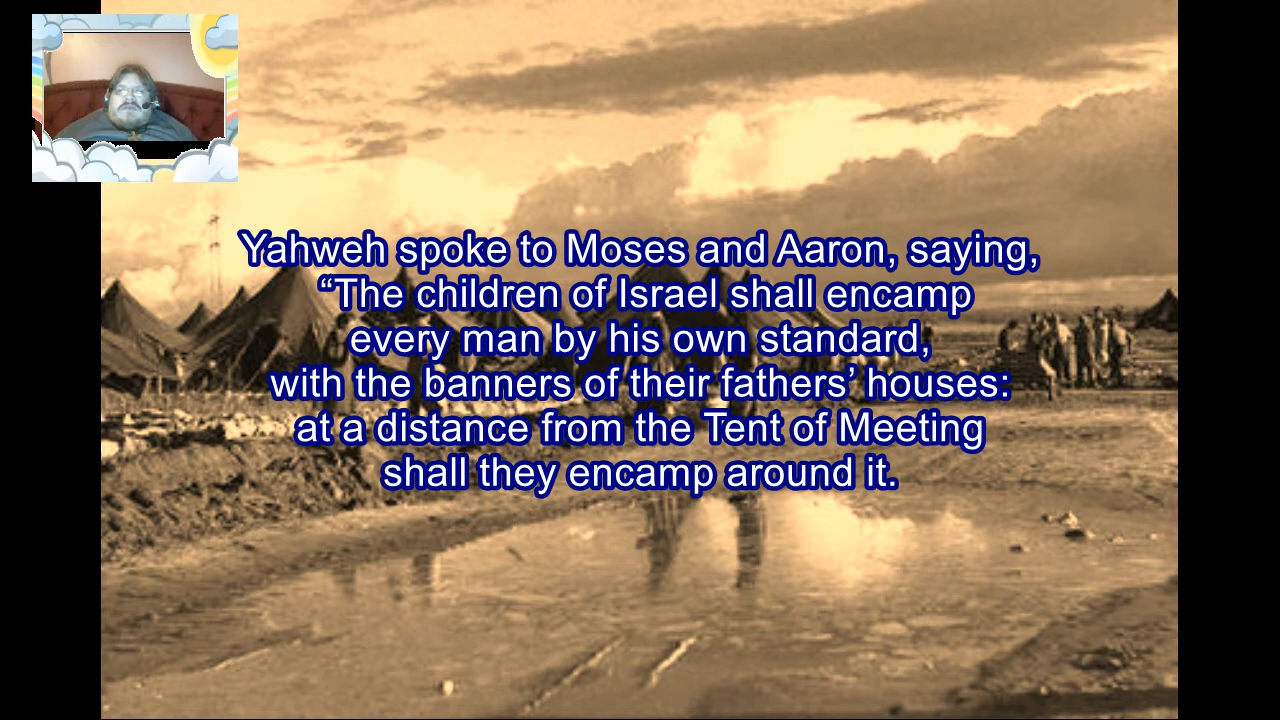 Yahweh spoke to Moses and Aaron, saying,
“The children of Israel shall encamp
every man by his own standard,
with the banners of their fathers’ houses:
at a distance from the Tent of Meeting
shall they encamp around it.